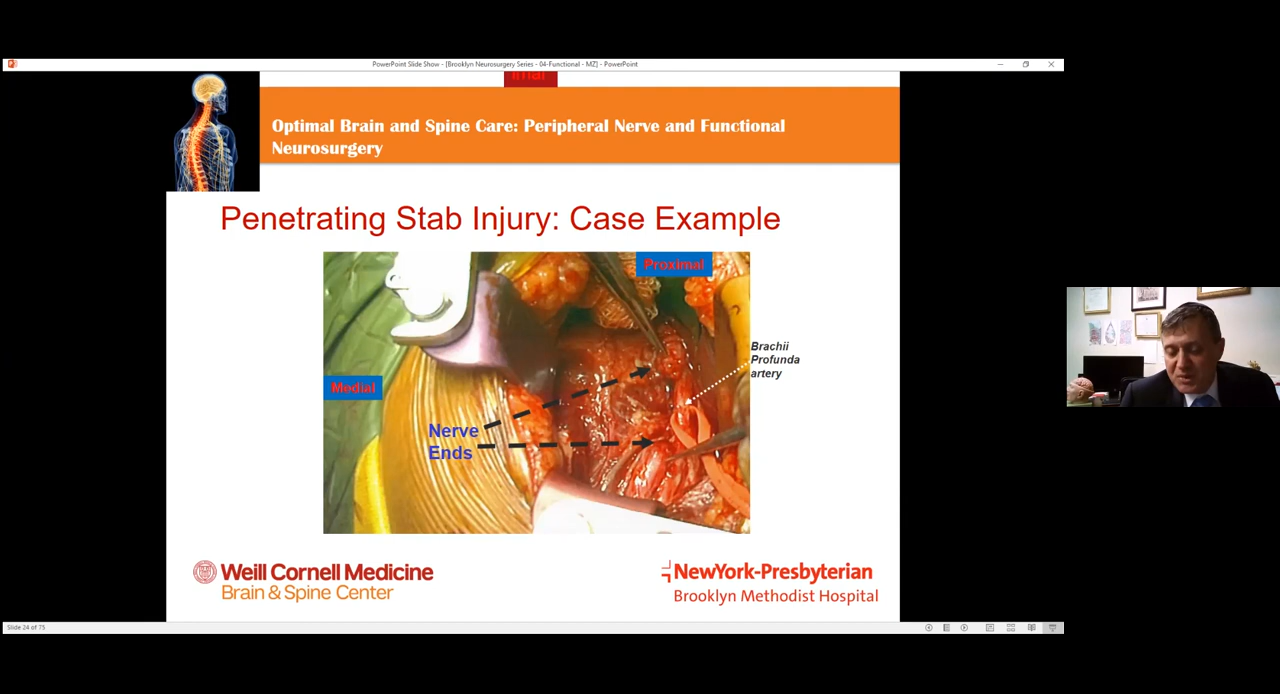 PowerPoint Slide Show - [Brooklyn Neurosurgery Series - 04-Functional - MZ] - PowerPoint
Optimal Brain and Spine Care: Peripheral Nerve and Functional
Neurosurgery
Penetrating Stab Injury: Case Example
Proximal
Brachii
Profunda
artery
Medial
Nerve
Ends
Weill Cornell Medicine
Brain & Spine Center
NewYork-Presbyterian
Brooklyn Methodist Hospital
Slide 24 of 75